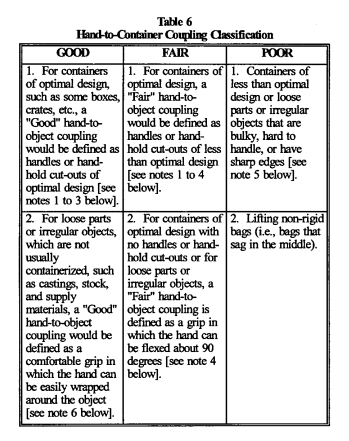 Table 6
Hand-to-Container Coupling Classification
GOOD
FAIR
POOR
1. For containers
of optimal design,
such as some boxes,
crates, etc., a
"Good" hand-to-
object coupling
would be defined as
handles or hand-
hold cut-outs of
optimal design [see
notes 1 to 3 below].
1. For containers of
optimal design, a
"Fair" hand-to-
object coupling
would be defined as
handles or hand-
hold cut-outs of less
than optimal design
[see notes 1 to 4
below].
1. Containers of
less than optimal
design or loose
parts or irregular
objects that are
bulky, hard to
handle, or have
sharp edges [see
note 5 below].
2. For loose parts
or irregular objects,
which are not
usually
containerized, such
as castings, stock,
and supply
materials, a "Good"
hand-to-object
coupling would be
defined as a
comfortable grip in
which the hand can
be easily wrapped
around the object
[see note 6 below].
2. For containers of
optimal design with
no handles or hand-
hold cut-outs or for
loose parts or
irregular objects, a
"Fair" hand-to-
object coupling is
defined as a grip in
which the hand can
be flexed about 90
degrees [see note 4
below].
2. Lifting non-rigid
bags (i.e., bags that
sag in the middle).